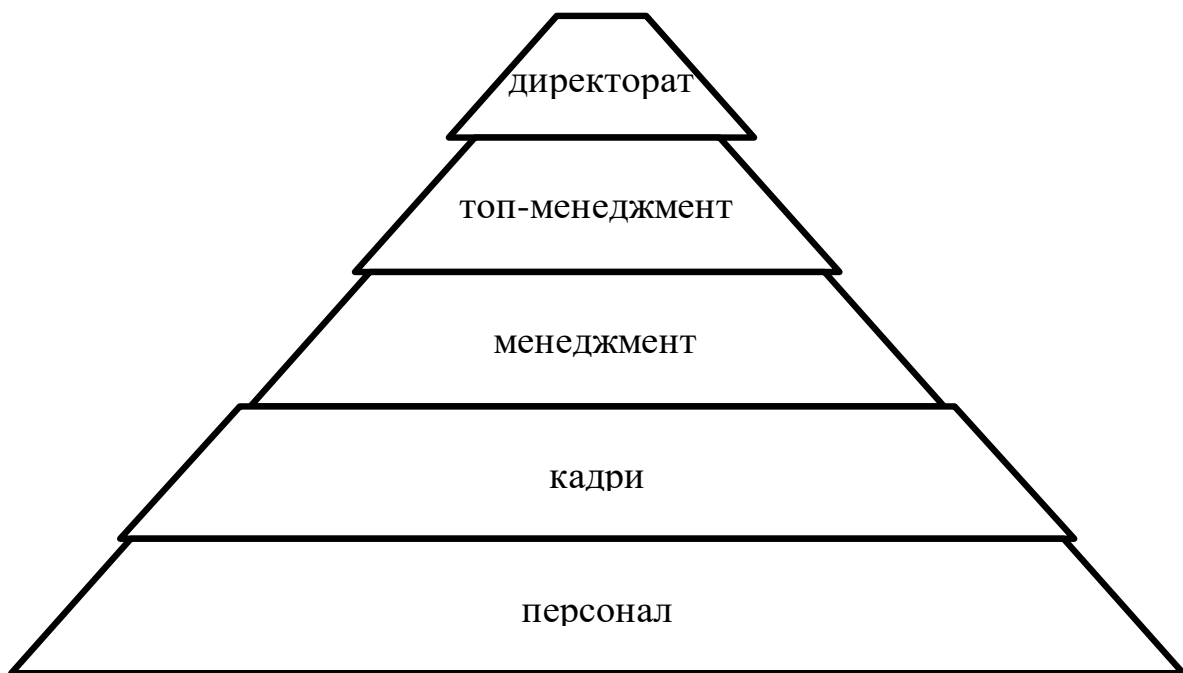 директорат
топ-менеджмент
менеджмент
кадри
персонал